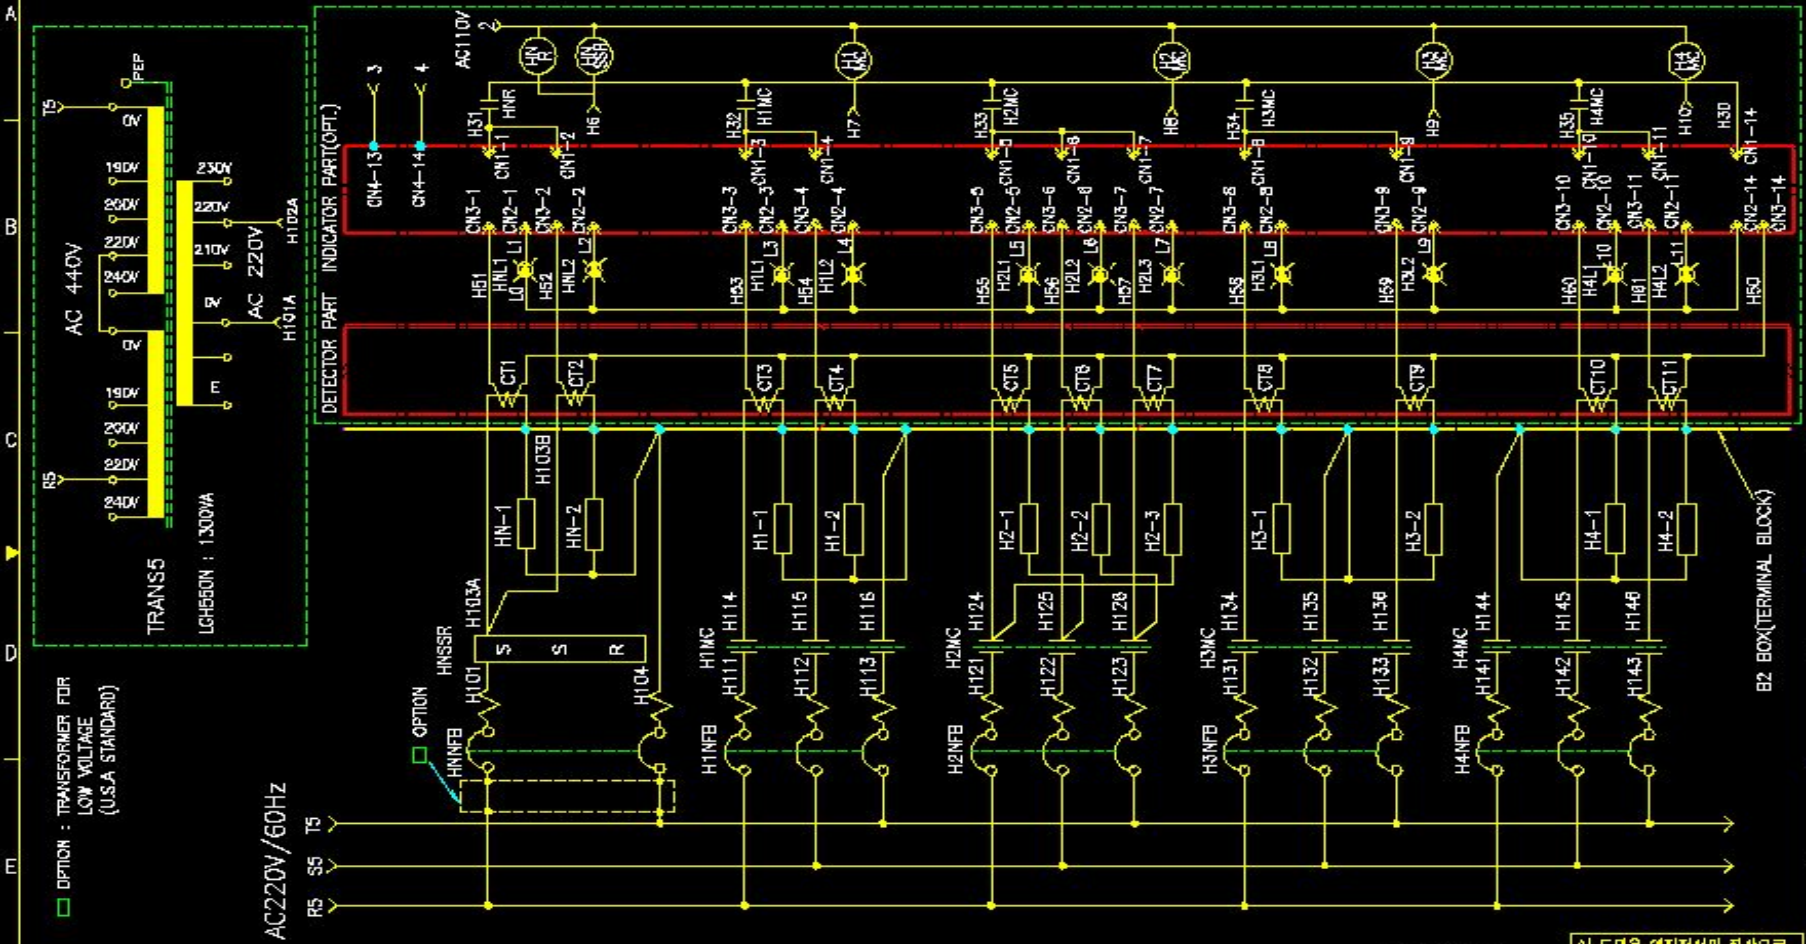 A
B
C
D
E
PEP
T5
0V
190V
220V
240V
0V
190V
200V
220V
240V
R5
AC 440V
230V
220V
210V
0V
E
AC 220V
H102A
H101A
TRANS5
LGH550N : 1300VA
OPTION : TRANSFORMER FOR
LOW VOLTAGE
(U.S.A STANDARD)
INDICATOR PART(OPT.)
DETECTOR PART
3
4
CN4-13
CN4-14
AC110V
2
HN
R
HN
SSR
H1
MC
H2
MC
H3
MC
H4
MC
HNR
H1MC
H2MC
H3MC
H4MC
H31
H6
H32
H7
H33
H8
H34
H9
H35
H10
H30
CN1-1
CN1-2
CN1-3
CN1-4
CN1-5
CN1-6
CN1-7
CN1-8
CN1-9
CN1-10
CN1-11
CN1-14
CN3-1
CN2-1
CN3-2
CN2-2
CN3-3
CN2-3
CN3-4
CN2-4
CN3-5
CN2-5
CN3-6
CN2-6
CN3-7
CN2-7
CN3-8
CN2-8
CN3-9
CN2-9
CN3-10
CN2-10
CN3-11
CN2-11
CN2-14
CN3-14
H51
HNL1
L0
L1
H52
HNL2
L2
H53
H1L1
L3
H54
H1L2
L4
H55
H2L1
L5
H56
H2L2
L6
H57
H2L3
L7
H58
H3L1
L8
H59
H3L2
L9
H60
H4L1
L10
H61
H4L2
L11
H50
CT1
CT2
CT3
CT4
CT5
CT6
CT7
CT8
CT9
CT10
CT11
H103B
HN-1
HN-2
H1-1
H1-2
H2-1
H2-2
H2-3
H3-1
H3-2
H4-1
H4-2
B2 BOX(TERMINAL BLOCK)
H103A
HNSSR
S
S
R
H101
H104
H1MC
H114
H115
H116
H111
H112
H113
H2MC
H124
H125
H126
H121
H122
H123
H3MC
H134
H135
H136
H131
H132
H133
H4MC
H144
H145
H146
H141
H142
H143
OPTION
HNNFB
H1NFB
H2NFB
H3NFB
H4NFB
AC220V/60Hz
T5
S5
R5